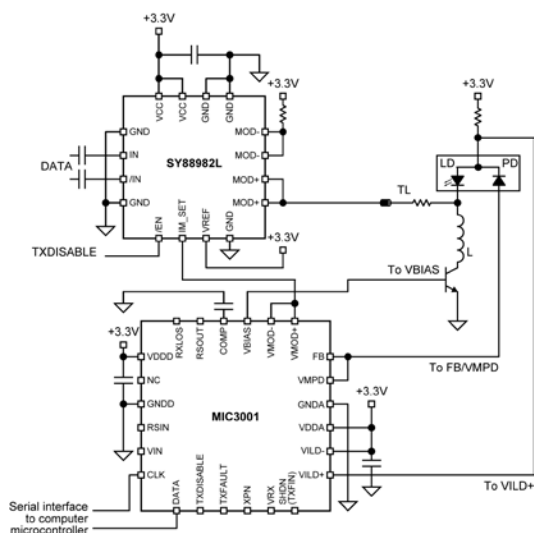 +3.3V
+3.3V
+3.3V
VCC
VCC
GND
GND
GND
IN
/IN
GND
DATA
SY88982L
MOD-
MOD-
MOD+
MOD+
/EN
IM_SET
VREF
GND
TXDISABLE
+3.3V
TL
LD
PD
L
To VBIAS
+3.3V
RXLOS
RSOUT
COMP
VBIAS
VMOD-
VMOD+
VDDD
NC
GNDD
RSIN
VIN
CLK
MIC3001
FB
VMPD
GNDA
VDDA
VILD-
VILD+
To FB/VMPD
+3.3V
To VILD+
DATA
TXDISABLE
TXFAULT
XPN
VRX
SHDN
(TXFIN)
Serial interface
to computer
microcontroller